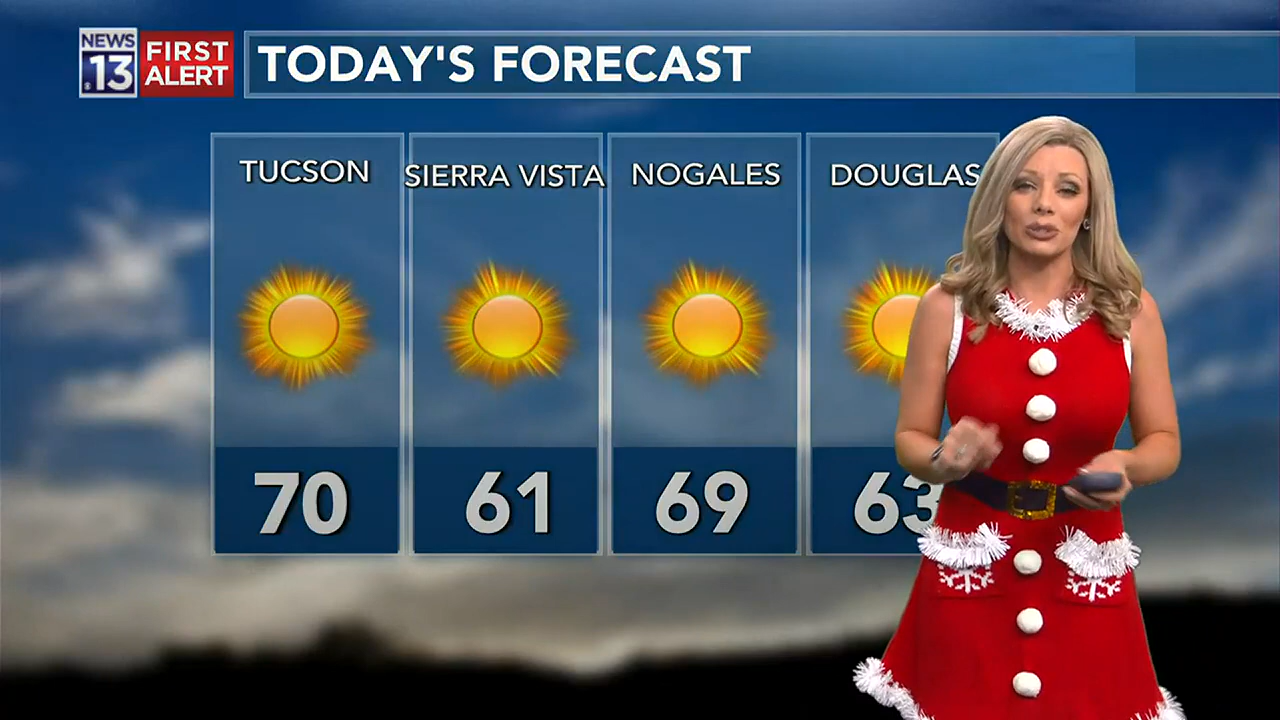 NEWS
13
FIRST
ALERT
TODAY'S FORECAST
TUCSON
SIERRA VISTA
NOGALES
DOUGLAS
70
61
69
63